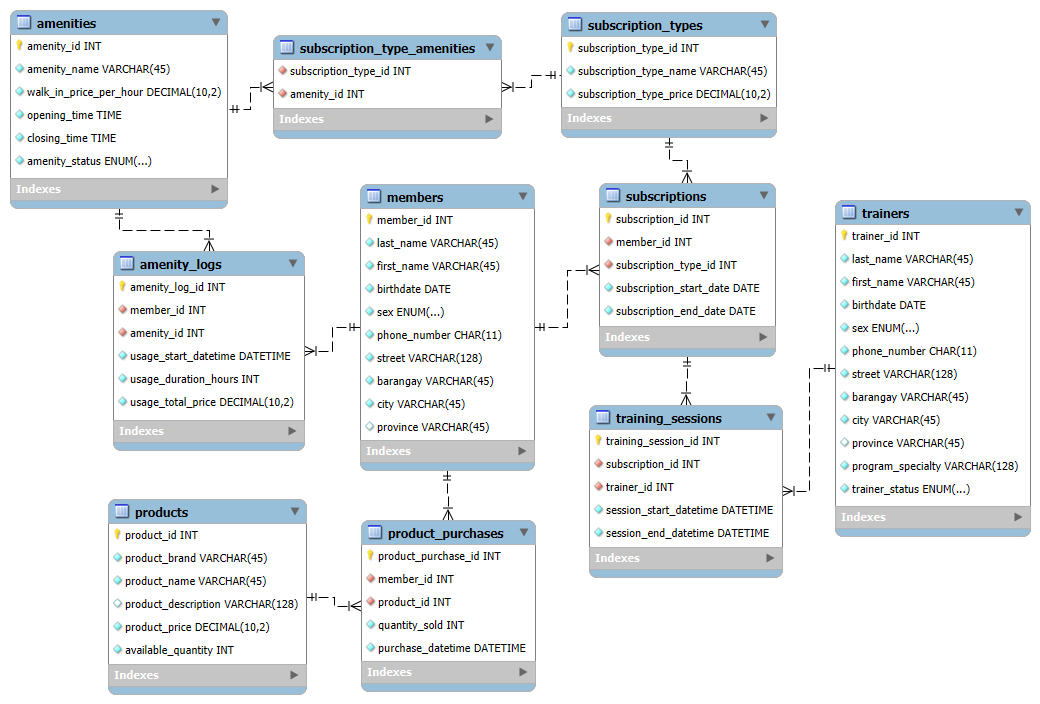 amenities
amenity_id INT
amenity_name VARCHAR(45)
walk_in_price_per_hour DECIMAL(10,2)
opening_time TIME
closing_time TIME
amenity_status ENUM(...)
Indexes
subscription_type_amenities
subscription_type_id INT
amenity_id INT
Indexes
subscription_types
subscription_type_id INT
subscription_type_name VARCHAR(45)
subscription_type_price DECIMAL(10,2)
Indexes
amenity_logs
amenity_log_id INT
member_id INT
amenity_id INT
usage_start_datetime DATETIME
usage_duration_hours INT
usage_total_price DECIMAL(10,2)
Indexes
members
member_id INT
last_name VARCHAR(45)
first_name VARCHAR(45)
birthdate DATE
sex ENUM(...)
phone_number CHAR(11)
street VARCHAR(128)
barangay VARCHAR(45)
city VARCHAR(45)
province VARCHAR(45)
Indexes
subscriptions
subscription_id INT
member_id INT
subscription_type_id INT
subscription_start_date DATE
subscription_end_date DATE
Indexes
trainers
trainer_id INT
last_name VARCHAR(45)
first_name VARCHAR(45)
birthdate DATE
sex ENUM(...)
phone_number CHAR(11)
street VARCHAR(128)
barangay VARCHAR(45)
city VARCHAR(45)
province VARCHAR(45)
program_specialty VARCHAR(128)
trainer_status ENUM(...)
Indexes
training_sessions
training_session_id INT
subscription_id INT
trainer_id INT
session_start_datetime DATETIME
session_end_datetime DATETIME
Indexes
products
product_id INT
product_brand VARCHAR(45)
product_name VARCHAR(45)
product_description VARCHAR(128)
product_price DECIMAL(10,2)
available_quantity INT
Indexes
product_purchases
product_purchase_id INT
member_id INT
product_id INT
quantity_sold INT
purchase_datetime DATETIME
Indexes